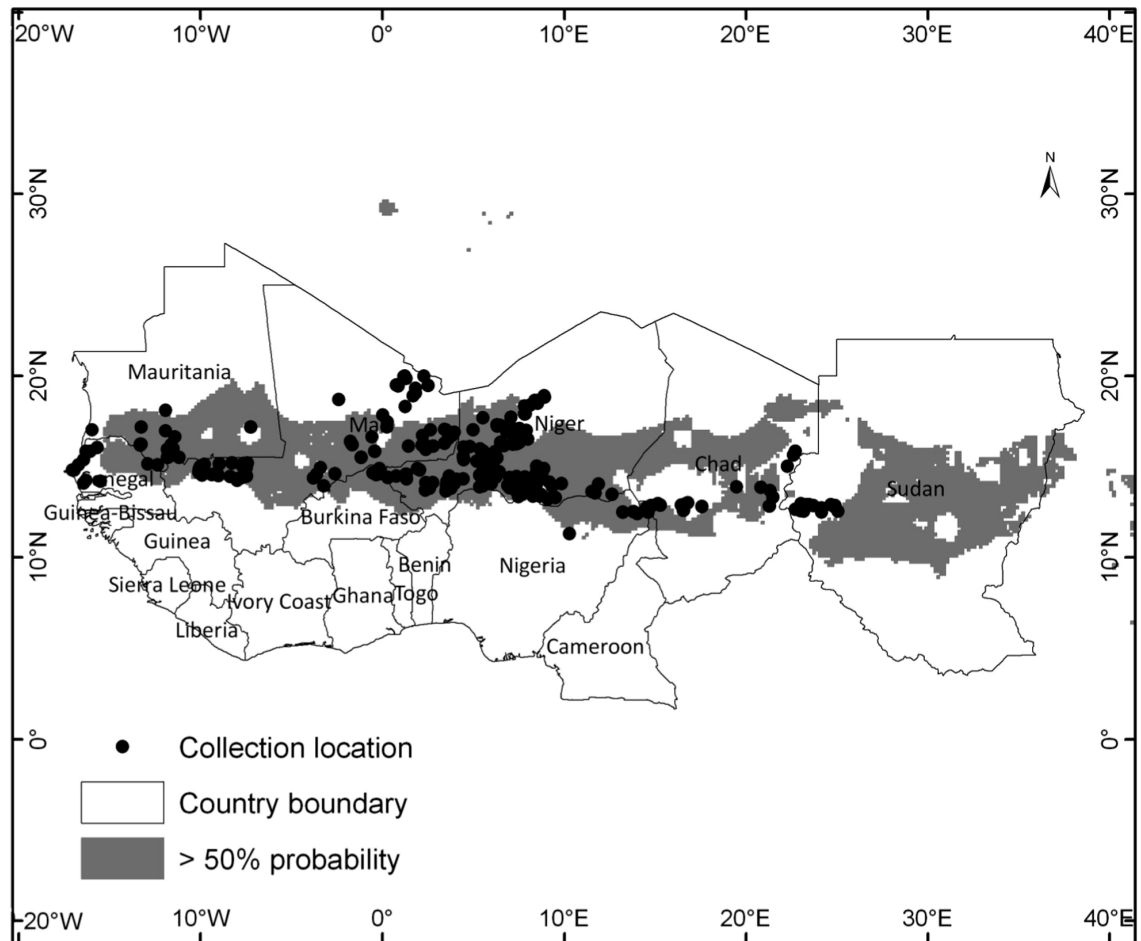 20°W 10°W 0° 10°E 20°E 30°E 40°E
N
30°N 30°N
20°N 20°N
Mauritania
Niger
Chad
Sudan
Guinea-Bissau
Burkina Faso
Guinea
Benin
Nigeria
10°N 10°N
Sierra Leone
Ivory Coast Ghana Togo
Liberia
Cameroon
0° 0°
Collection location
Country boundary
> 50% probability
20°W 10°W 0° 10°E 20°E 30°E 40°E